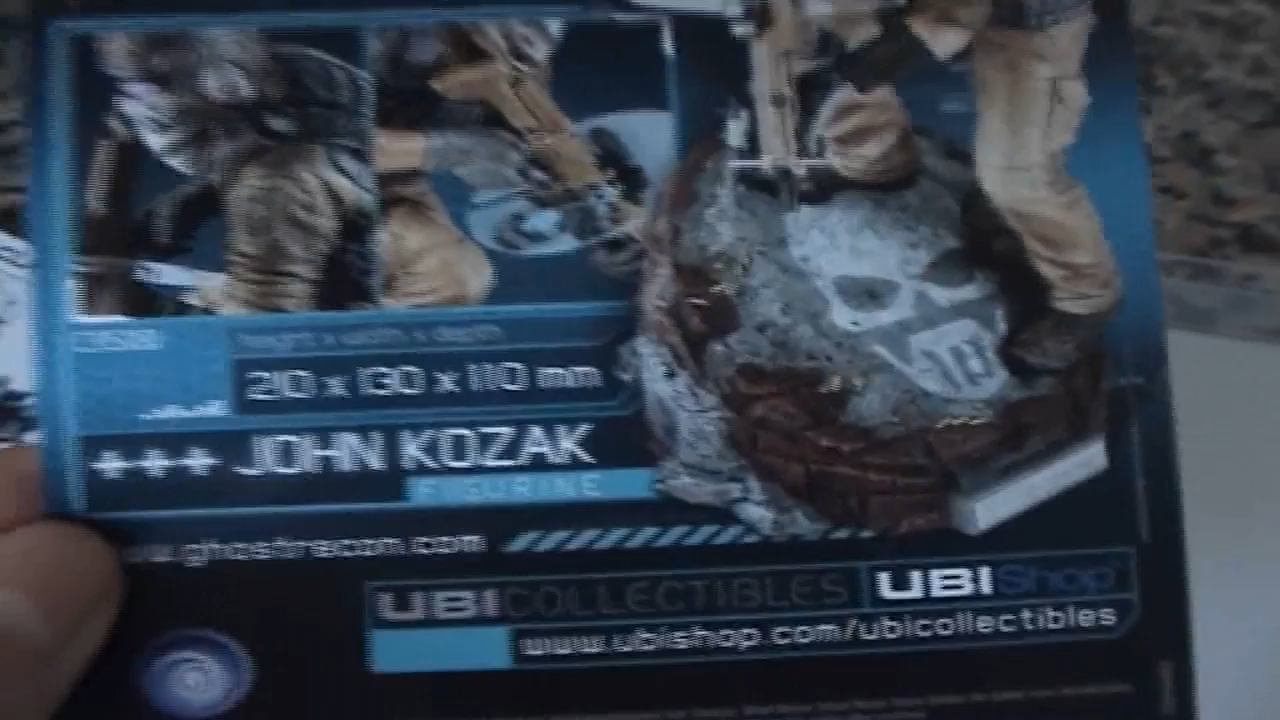 height x width x depth
210 x 130 x 110 mm
+++ JOHN KOZAK
FIGURINE
www.ghostrecon.com
UBICOLLECTIBLES
UBIShop
www.ubishop.com/ubicollectibles